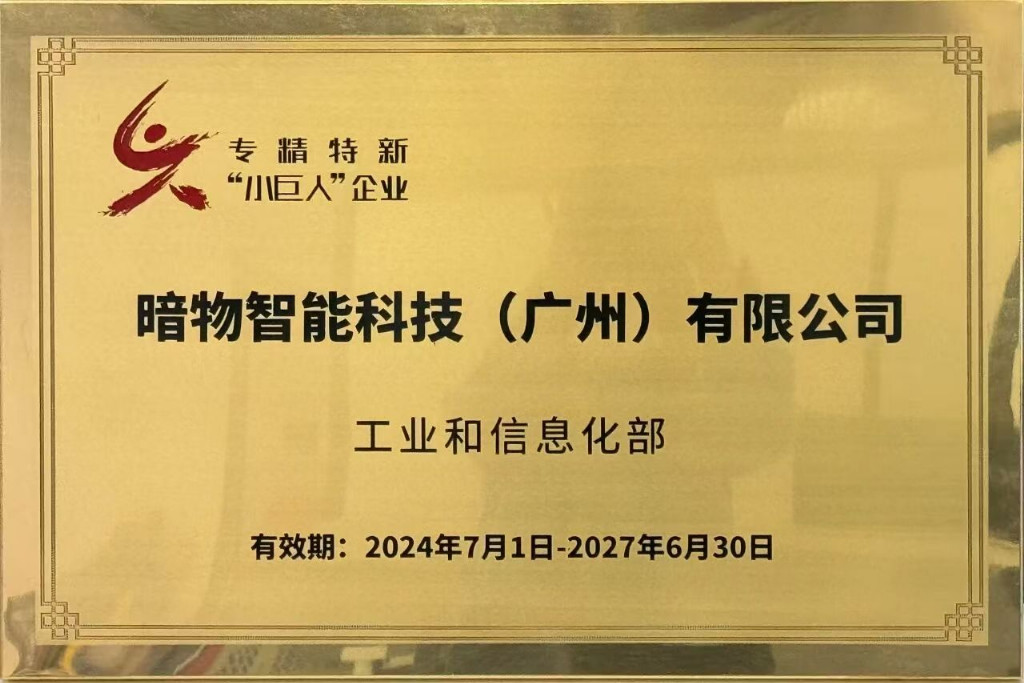 专精特新
“小巨人”企业
暗物智能科技（广州）有限公司
工业和信息化部
有效期：2024年7月1日-2027年6月30日